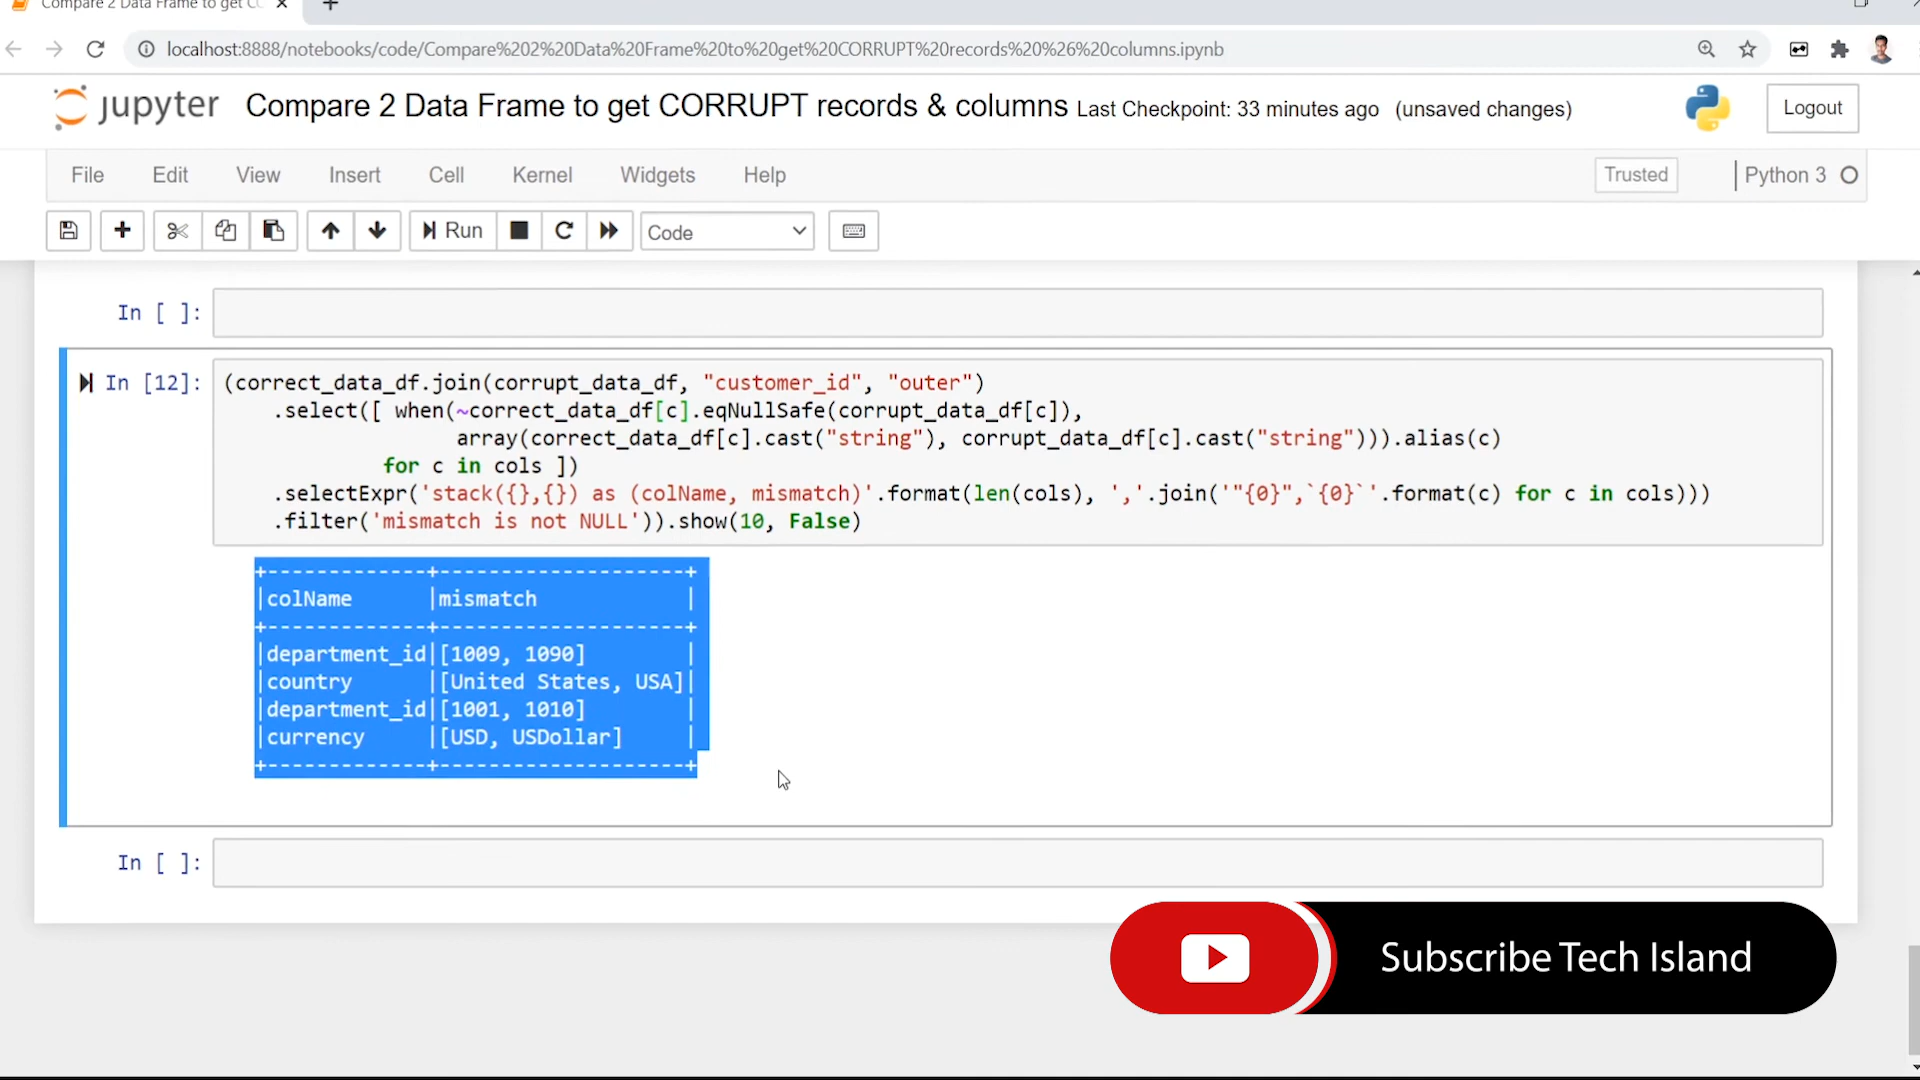 Compare 2 Data Frame to get CO
localhost:8888/notebooks/code/Compare%202%20Data%20Frame%20to%20get%20CORRUPT%20records%20%26%20columns.ipynb
jupyter Compare 2 Data Frame to get CORRUPT records & columns Last Checkpoint: 33 minutes ago (unsaved changes) Logout
File Edit View Insert Cell Kernel Widgets Help Trusted Python 3
Run Code
In [ ]:
In [12]: (correct_data_df.join(corrupt_data_df, "customer_id", "outer")
.select([ when(~correct_data_df[c].eqNullSafe(corrupt_data_df[c]),
array(correct_data_df[c].cast("string"), corrupt_data_df[c].cast("string"))).alias(c)
for c in cols ])
.selectExpr('stack({},{}) as (colName, mismatch)'.format(len(cols), ','.join('"{0}",`{0}`'.format(c) for c in cols)))
.filter('mismatch is not NULL')).show(10, False)
+-------------+--------------------+
|colName      |mismatch            |
+-------------+--------------------+
|department_id|[1009, 1090]        |
|country      |[United States, USA]|
|department_id|[1001, 1010]        |
|currency     |[USD, USDollar]     |
+-------------+--------------------+
In [ ]:
Subscribe Tech Island